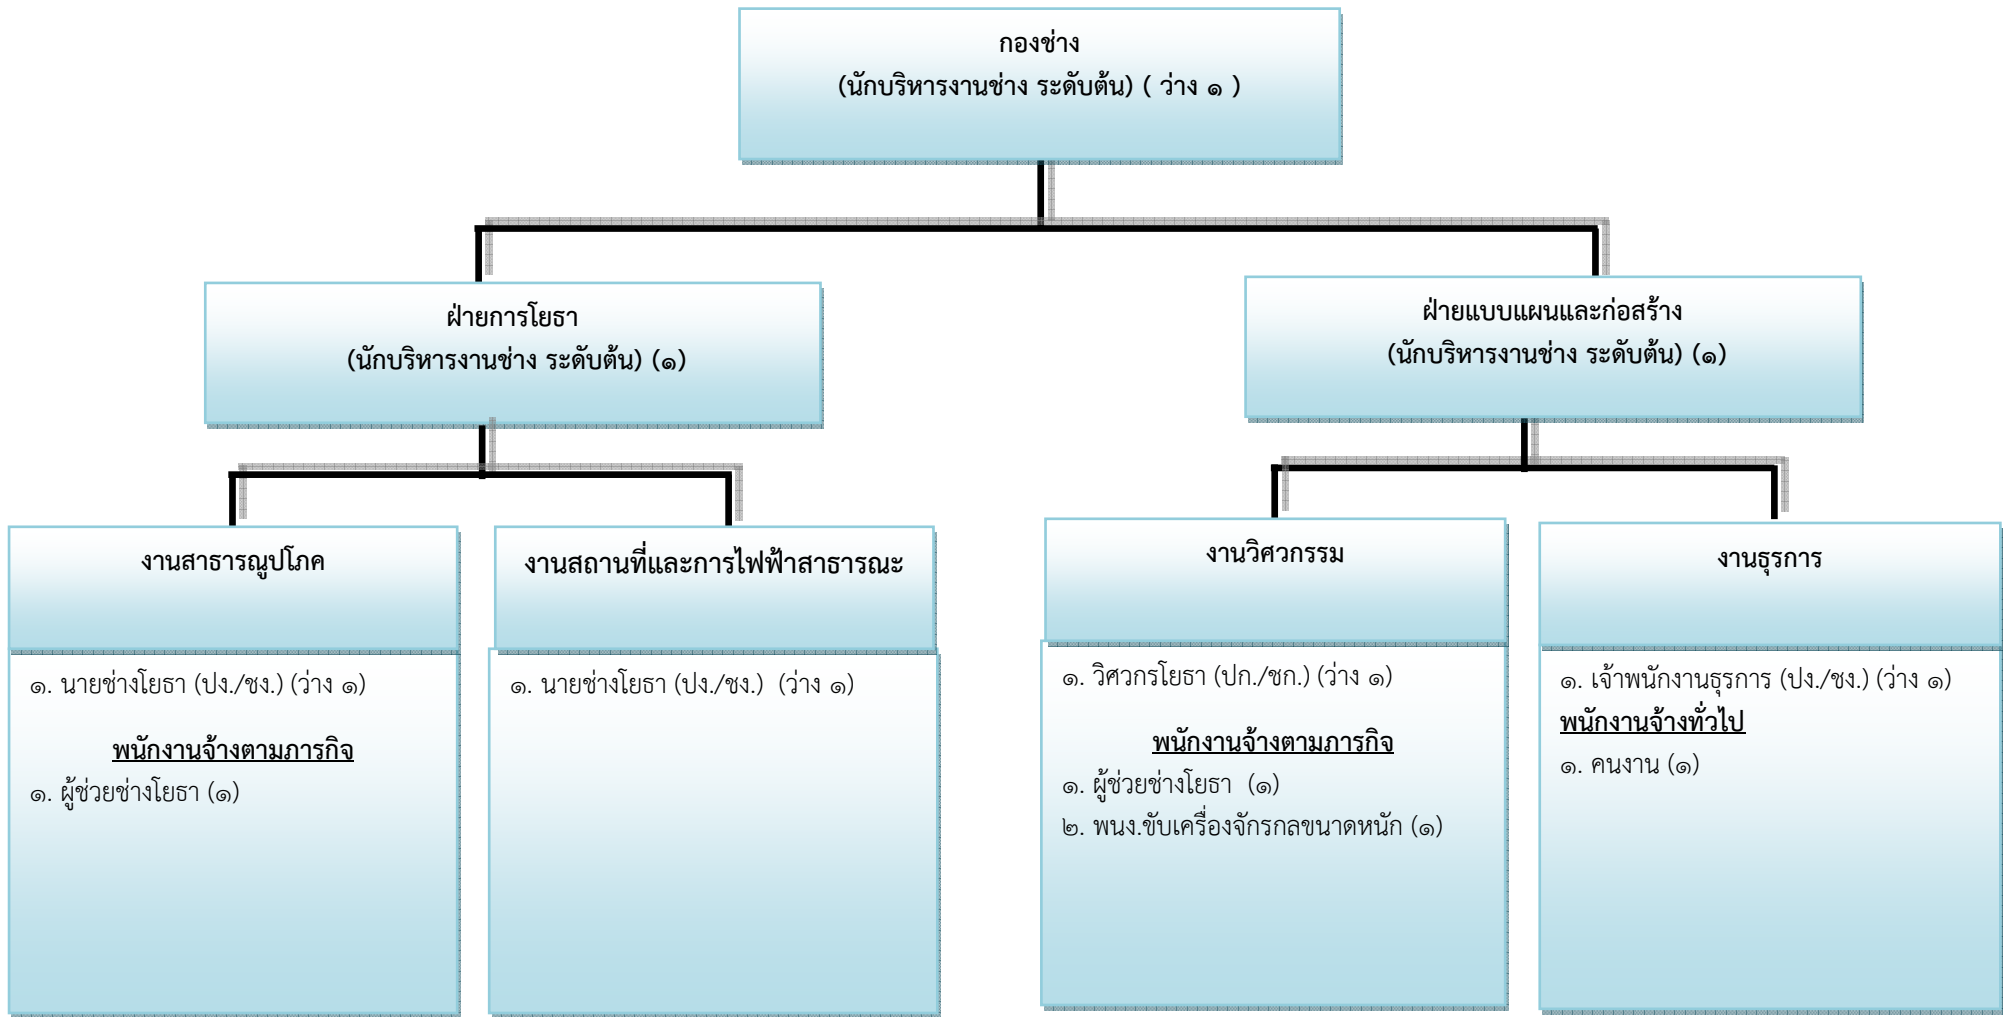 กองช่าง
(นักบริหารงานช่าง ระดับต้น) ( ว่าง ๑ )
ฝ่ายการโยธา
(นักบริหารงานช่าง ระดับต้น) (๑)
ฝ่ายแบบแผนและก่อสร้าง
(นักบริหารงานช่าง ระดับต้น) (๑)
งานสาธารณูปโภค
๑. นายช่างโยธา (ปง./ชง.) (ว่าง ๑)
พนักงานจ้างตามภารกิจ
๑. ผู้ช่วยช่างโยธา (๑)
งานสถานที่และการไฟฟ้าสาธารณะ
๑. นายช่างโยธา (ปง./ชง.) (ว่าง ๑)
งานวิศวกรรม
๑. วิศวกรโยธา (ปก./ชก.) (ว่าง ๑)
พนักงานจ้างตามภารกิจ
๑. ผู้ช่วยช่างโยธา (๑)
๒. พนง.ขับเครื่องจักรกลขนาดหนัก (๑)
งานธุรการ
๑. เจ้าพนักงานธุรการ (ปง./ชง.) (ว่าง ๑)
พนักงานจ้างทั่วไป
๑. คนงาน (๑)